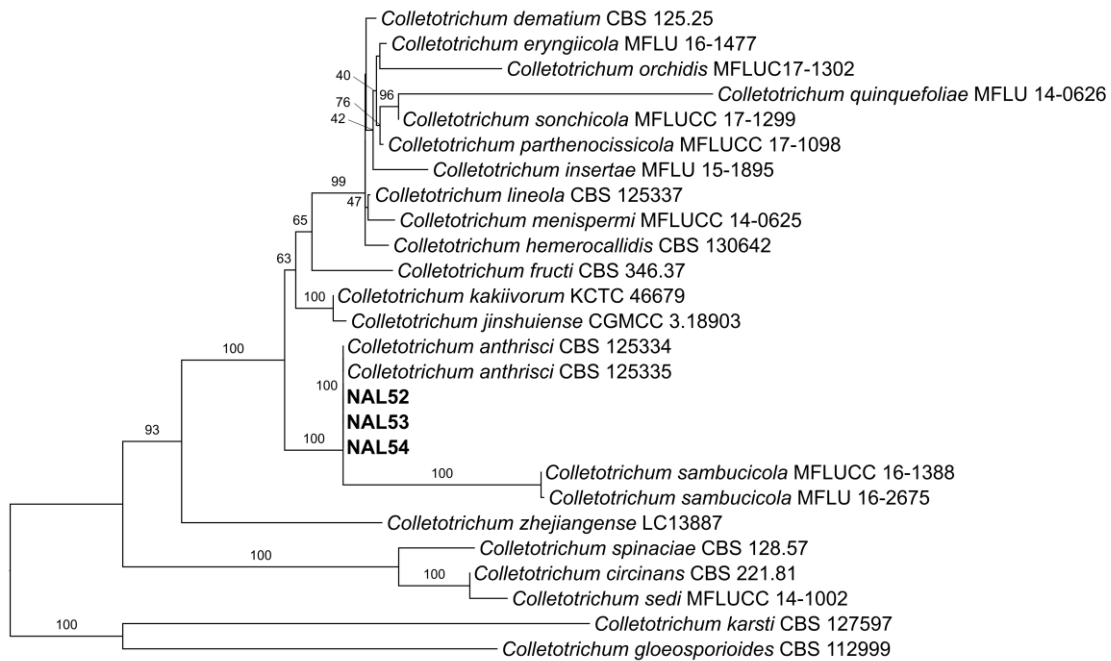 Colletotrichum dematium CBS 125.25
Colletotrichum eryngiicola MFLU 16-1477
Colletotrichum orchidis MFLUC17-1302
40
96
Colletotrichum quinquefoliae MFLU 14-0626
76
Colletotrichum sonchicola MFLUCC 17-1299
42
Colletotrichum parthenocissicola MFLUCC 17-1098
Colletotrichum insertae MFLU 15-1895
99
Colletotrichum lineola CBS 125337
47
Colletotrichum menispermi MFLUCC 14-0625
65
Colletotrichum hemerocallidis CBS 130642
63
Colletotrichum fructi CBS 346.37
100
Colletotrichum kakiivorum KCTC 46679
Colletotrichum jinshuiense CGMCC 3.18903
100
Colletotrichum anthrisci CBS 125334
100
Colletotrichum anthrisci CBS 125335
NAL52
NAL53
100
NAL54
93
100
Colletotrichum sambucicola MFLUCC 16-1388
Colletotrichum sambucicola MFLU 16-2675
Colletotrichum zhejiangense LC13887
100
Colletotrichum spinaciae CBS 128.57
100
Colletotrichum circinans CBS 221.81
Colletotrichum sedi MFLUCC 14-1002
100
Colletotrichum karsti CBS 127597
Colletotrichum gloeosporioides CBS 112999